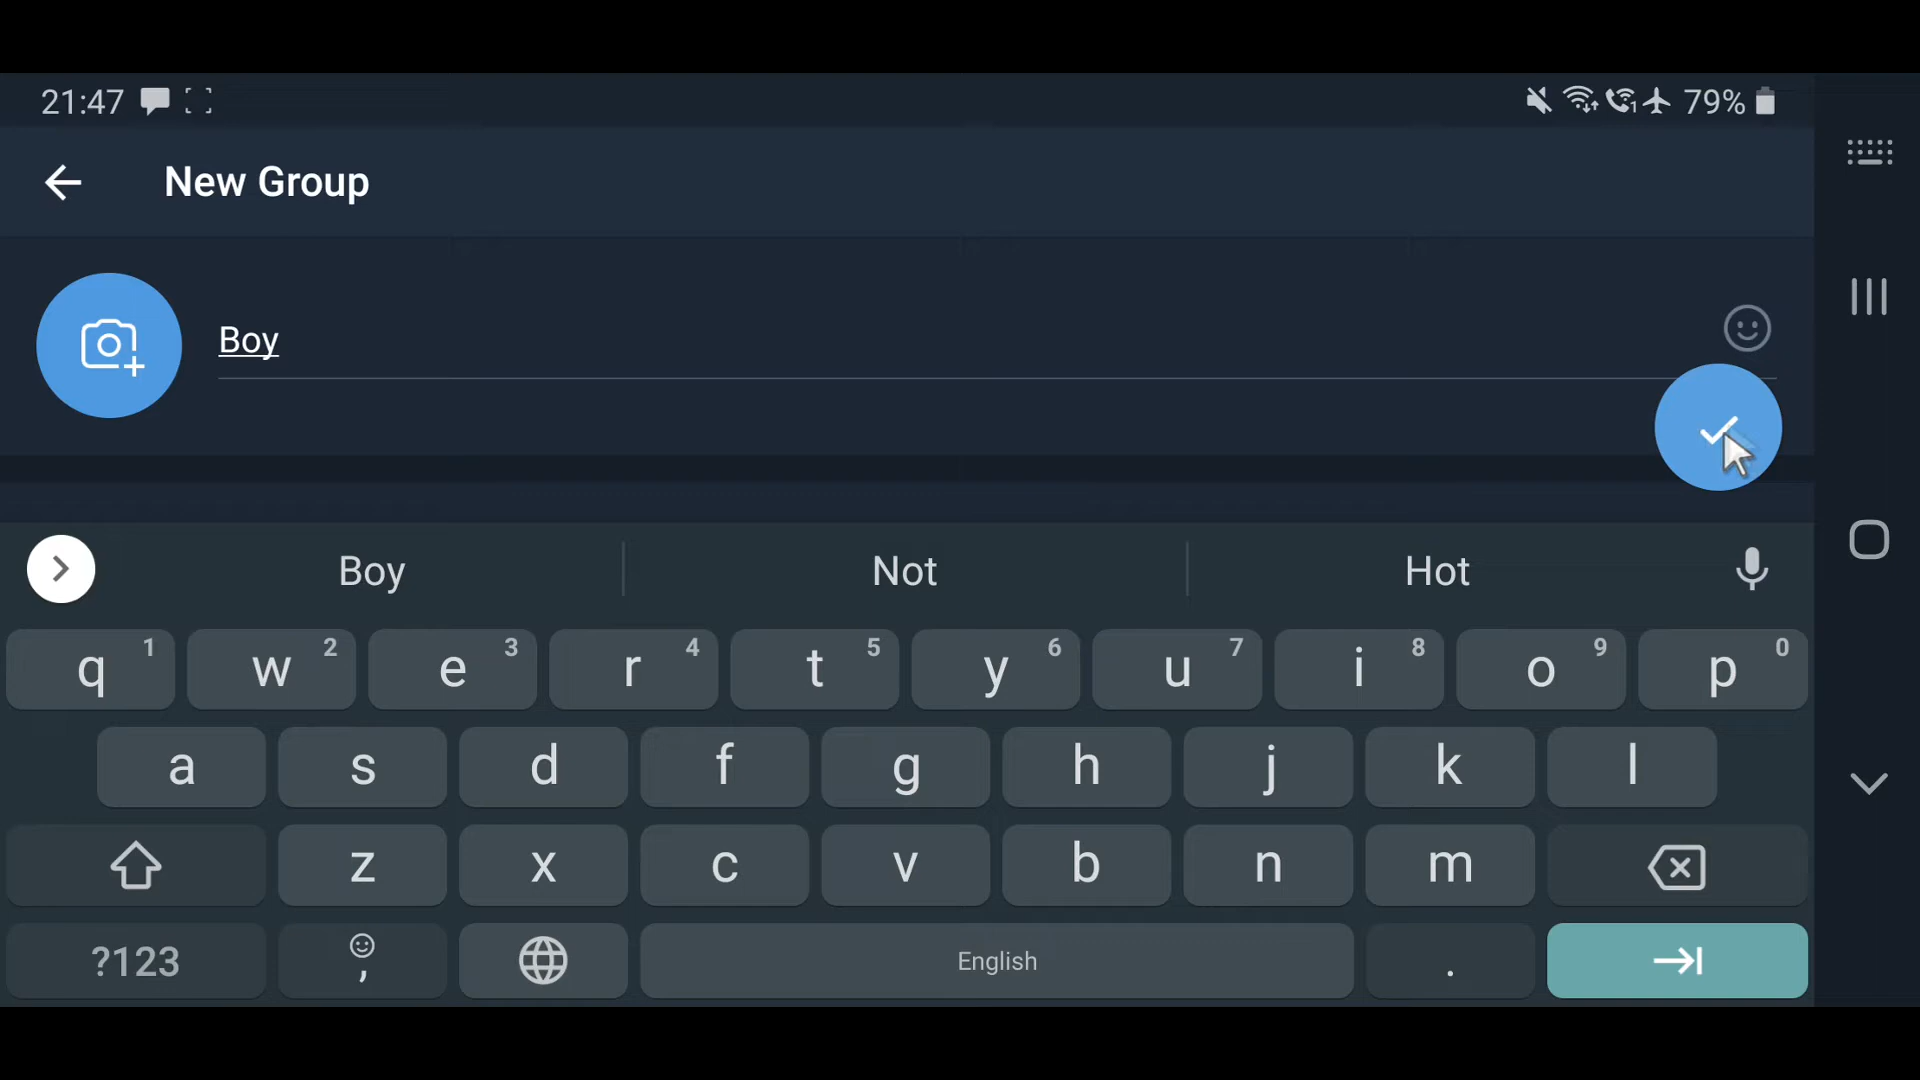 21:47 1 79%
New Group
Boy
Boy Not Hot
q 1 w 2 e 3 r 4 t 5 y 6 u 7 i 8 o 9 p 0
a s d f g h j k l
z x c v b n m
?123 , English .